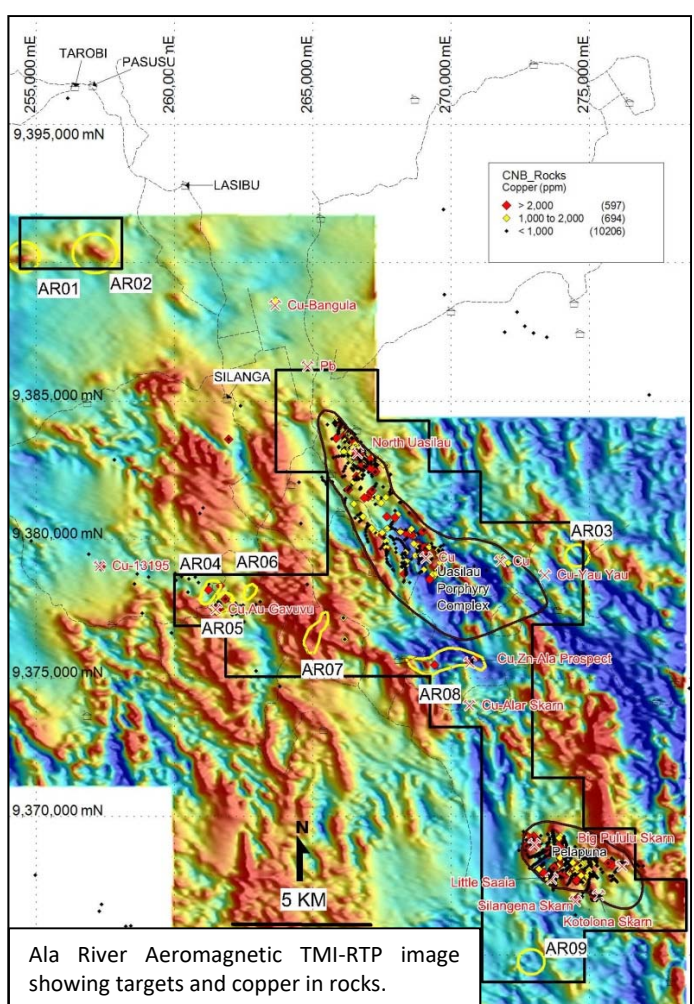 255,000 mE
260,000 mE
265,000 mE
270,000 mE
275,000 mE
TAROBI
PASUSU
9,395,000 mN
CNB_Rocks
Copper (ppm)
> 2,000 (597)
1,000 to 2,000 (694)
< 1,000 (10206)
LASIBU
AR01
AR02
Cu-Bangula
Pb
SILANGA
9,385,000 mN
North Uasilau
9,380,000 mN
AR03
Cu-13195
AR04
AR06
Cu
Cu
Uasilau
Porphyry
Complex
Cu-Yau Yau
Cu,Au-Gavuvu
AR05
AR07
9,375,000 mN
Cu,Zn-Ala Prospect
AR08
Cu-Alar Skarn
9,370,000 mN
Big Pululu Skarn
Pelapuna
Little Saaia
Silangena Skarn
Kotolona Skarn
N
5 KM
AR09
Ala River Aeromagnetic TMI-RTP image
showing targets and copper in rocks.